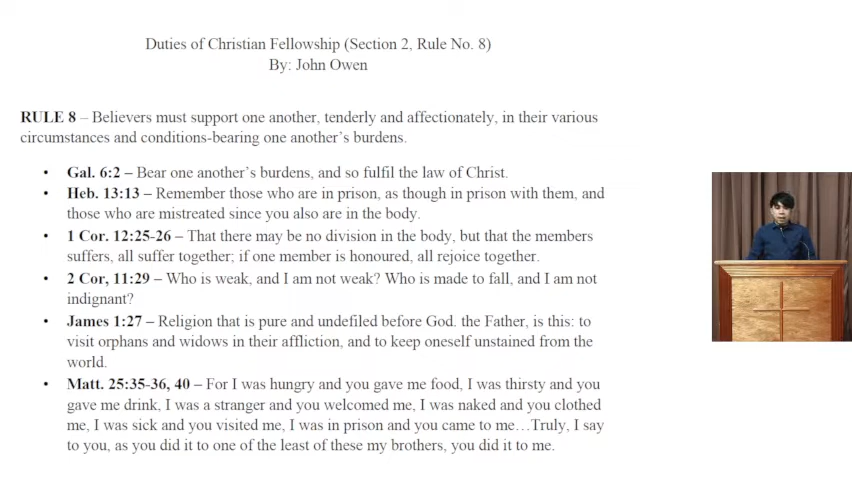 Duties of Christian Fellowship (Section 2, Rule No. 8)
By: John Owen
RULE 8 – Believers must support one another, tenderly and affectionately, in their various
circumstances and conditions-bearing one another's burdens.
• Gal. 6:2 – Bear one another's burdens, and so fulfil the law of Christ.
• Heb. 13:13 – Remember those who are in prison, as though in prison with them, and
those who are mistreated since you also are in the body.
• 1 Cor. 12:25-26 – That there may be no division in the body, but that the members
suffers, all suffer together; if one member is honoured, all rejoice together.
• 2 Cor, 11:29 – Who is weak, and I am not weak? Who is made to fall, and I am not
indignant?
• James 1:27 – Religion that is pure and undefiled before God. the Father, is this: to
visit orphans and widows in their affliction, and to keep oneself unstained from the
world.
• Matt. 25:35-36, 40 – For I was hungry and you gave me food, I was thirsty and you
gave me drink, I was a stranger and you welcomed me, I was naked and you clothed
me, I was sick and you visited me, I was in prison and you came to me…Truly, I say
to you, as you did it to one of the least of these my brothers, you did it to me.